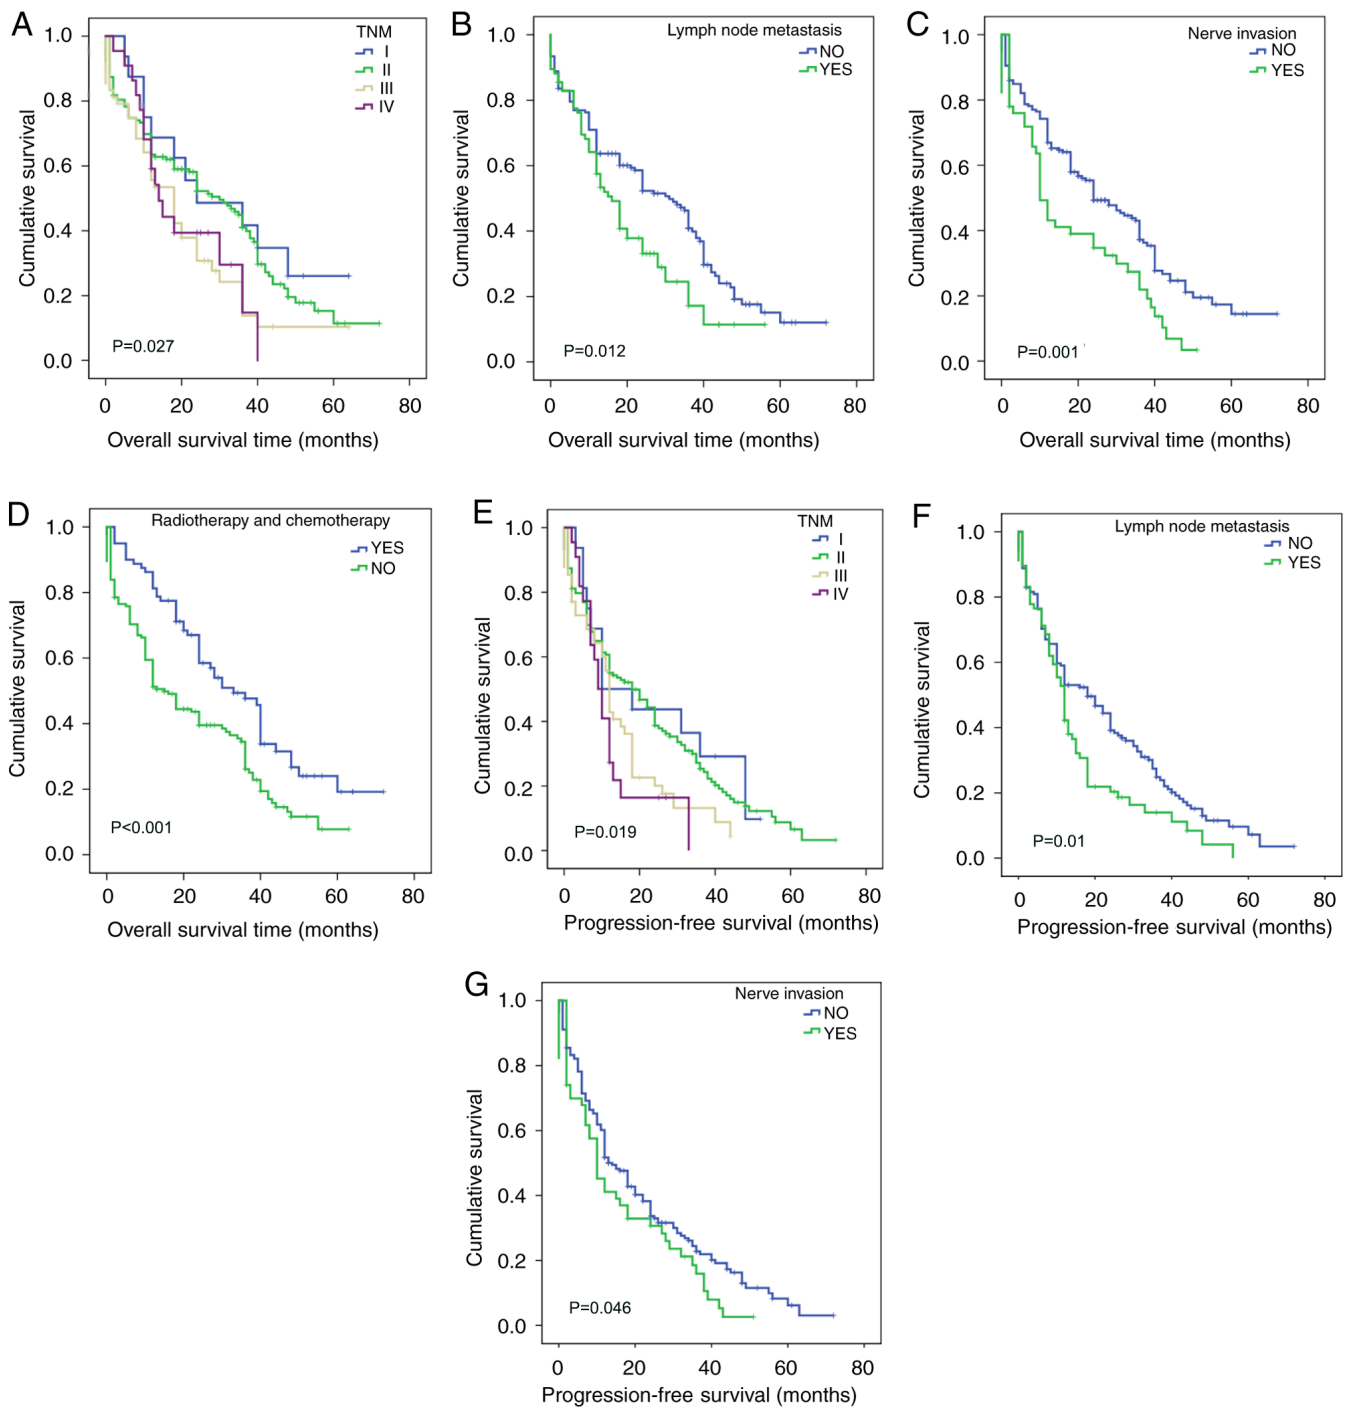 A
TNM
I
II
III
IV
1.0
0.8
0.6
0.4
0.2
0.0
Cumulative survival
P=0.027
0 20 40 60 80
Overall survival time (months)
B
Lymph node metastasis
NO
YES
1.0
0.8
0.6
0.4
0.2
0.0
Cumulative survival
P=0.012
0 20 40 60 80
Overall survival time (months)
C
Nerve invasion
NO
YES
1.0
0.8
0.6
0.4
0.2
0.0
Cumulative survival
P=0.001
0 20 40 60 80
Overall survival time (months)
D
Radiotherapy and chemotherapy
YES
NO
1.0
0.8
0.6
0.4
0.2
0.0
Cumulative survival
P<0.001
0 20 40 60 80
Overall survival time (months)
E
TNM
I
II
III
IV
1.0
0.8
0.6
0.4
0.2
0.0
Cumulative survival
P=0.019
0 20 40 60 80
Progression-free survival (months)
F
Lymph node metastasis
NO
YES
1.0
0.8
0.6
0.4
0.2
0.0
Cumulative survival
P=0.01
0 20 40 60 80
Progression-free survival (months)
G
Nerve invasion
NO
YES
1.0
0.8
0.6
0.4
0.2
0.0
Cumulative survival
P=0.046
0 20 40 60 80
Progression-free survival (months)